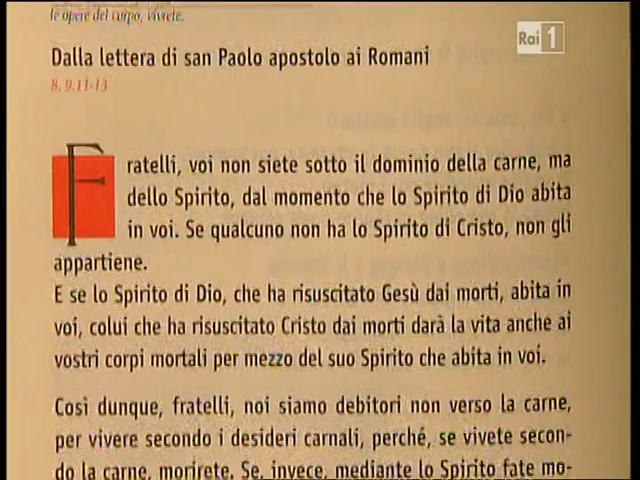 le opere del corpo, vivrete.
Rai 1
Dalla lettera di san Paolo apostolo ai Romani
8, 9.11-13
Fratelli, voi non siete sotto il dominio della carne, ma
dello Spirito, dal momento che lo Spirito di Dio abita
in voi. Se qualcuno non ha lo Spirito di Cristo, non gli
appartiene.
E se lo Spirito di Dio, che ha risuscitato Gesù dai morti, abita in
voi, colui che ha risuscitato Cristo dai morti darà la vita anche ai
vostri corpi mortali per mezzo del suo Spirito che abita in voi.
Così dunque, fratelli, noi siamo debitori non verso la carne,
per vivere secondo i desideri carnali, perché, se vivete secon-
do la carne, morirete. Se, invece, mediante lo Spirito fate mo-